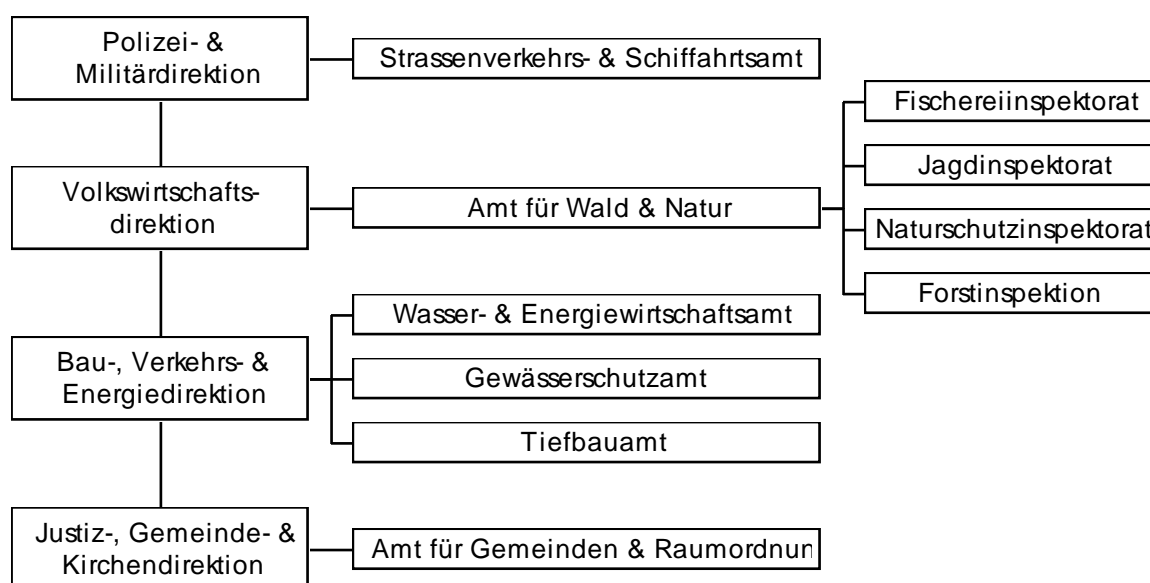 Polizei- &
Militärdirektion
Strassenverkehrs- & Schiffahrtsamt
Fischereiinspektorat
Jagdinspektorat
Volkswirtschafts-
direktion
Amt für Wald & Natur
Naturschutzinspektorat
Forstinspektion
Wasser- & Energiewirtschaftsamt
Bau-, Verkehrs- &
Energiedirektion
Gewässerschutzamt
Tiefbauamt
Justiz-, Gemeinde- &
Kirchendirektion
Amt für Gemeinden & Raumordnun